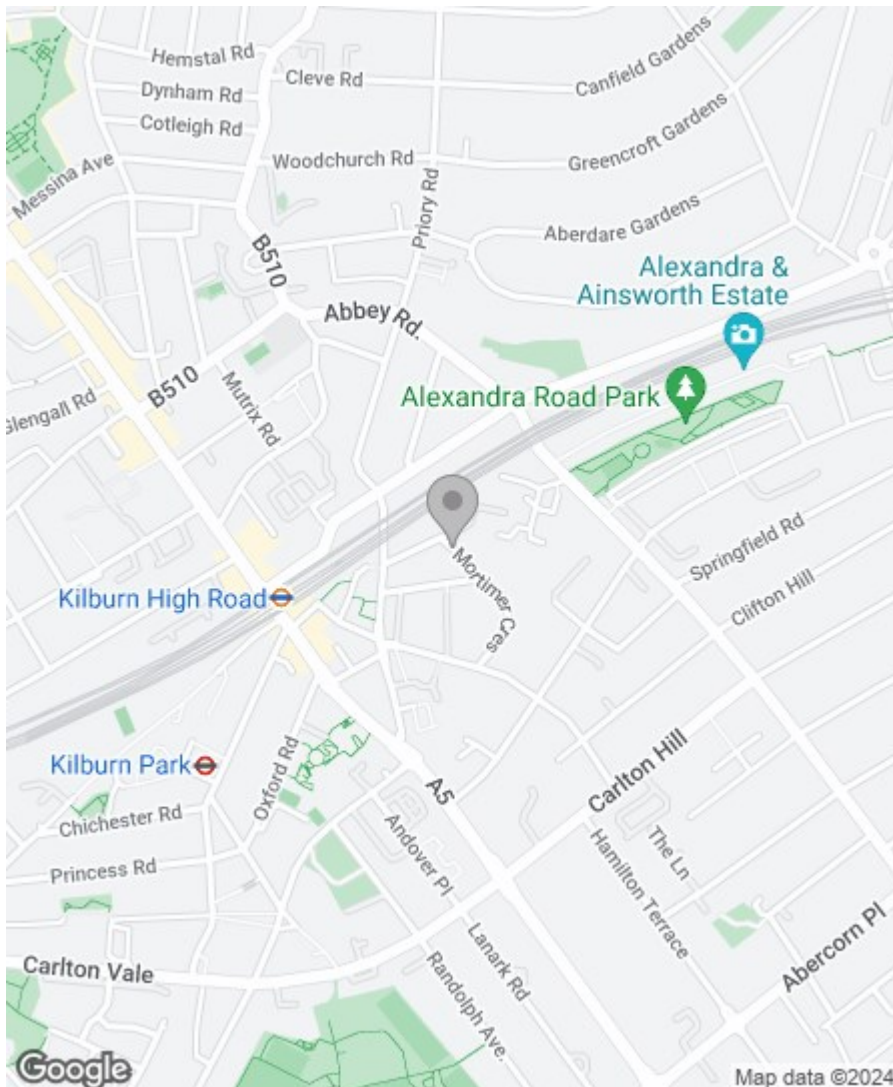 Hemstal Rd
Cleve Rd
Canfield Gardens
Dynham Rd
Cotleigh Rd
Greencroft Gardens
Woodchurch Rd
Messina Ave
Priory Rd
Aberdare Gardens
B510
Alexandra &
Ainsworth Estate
Abbey Rd.
B510
Glengall Rd
Mutrix Rd
Alexandra Road Park
Springfield Rd
Mortimer Cres
Clifton Hill
Kilburn High Road
Kilburn Park
Oxford Rd
A5
Carlton Hill
Chichester Rd
Andover Pl
The Ln
Hamilton Terrace
Princess Rd
Lanark Rd
Abercorn Pl
Carlton Vale
Randolph Ave.
Google
Map data ©2024